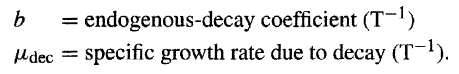 b = endogenous-decay coefficient (T⁻¹)
μdec = specific growth rate due to decay (T⁻¹).